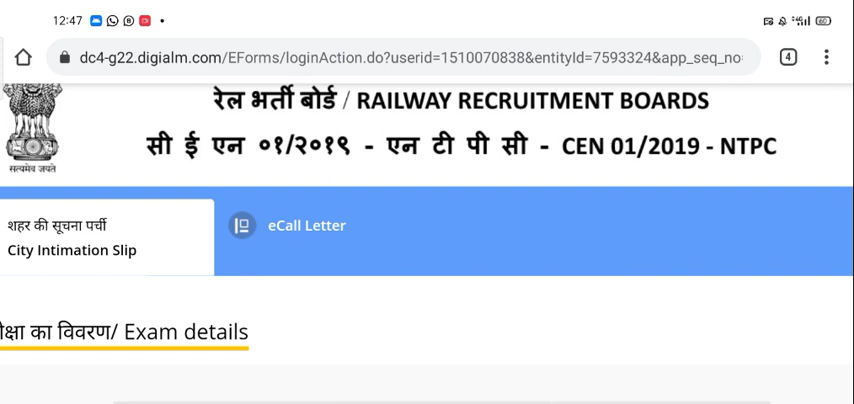 12:47
dc4-g22.digialm.com/EForms/loginAction.do?userid=1510070838&entityId=7593324&app_seq_no
4
रेल भर्ती बोर्ड / RAILWAY RECRUITMENT BOARDS
सी ई एन ०१/२०१९ - एन टी पी सी - CEN 01/2019 - NTPC
सत्यमेव जयते
शहर की सूचना पर्ची
City Intimation Slip
eCall Letter
क्षा का विवरण/ Exam details